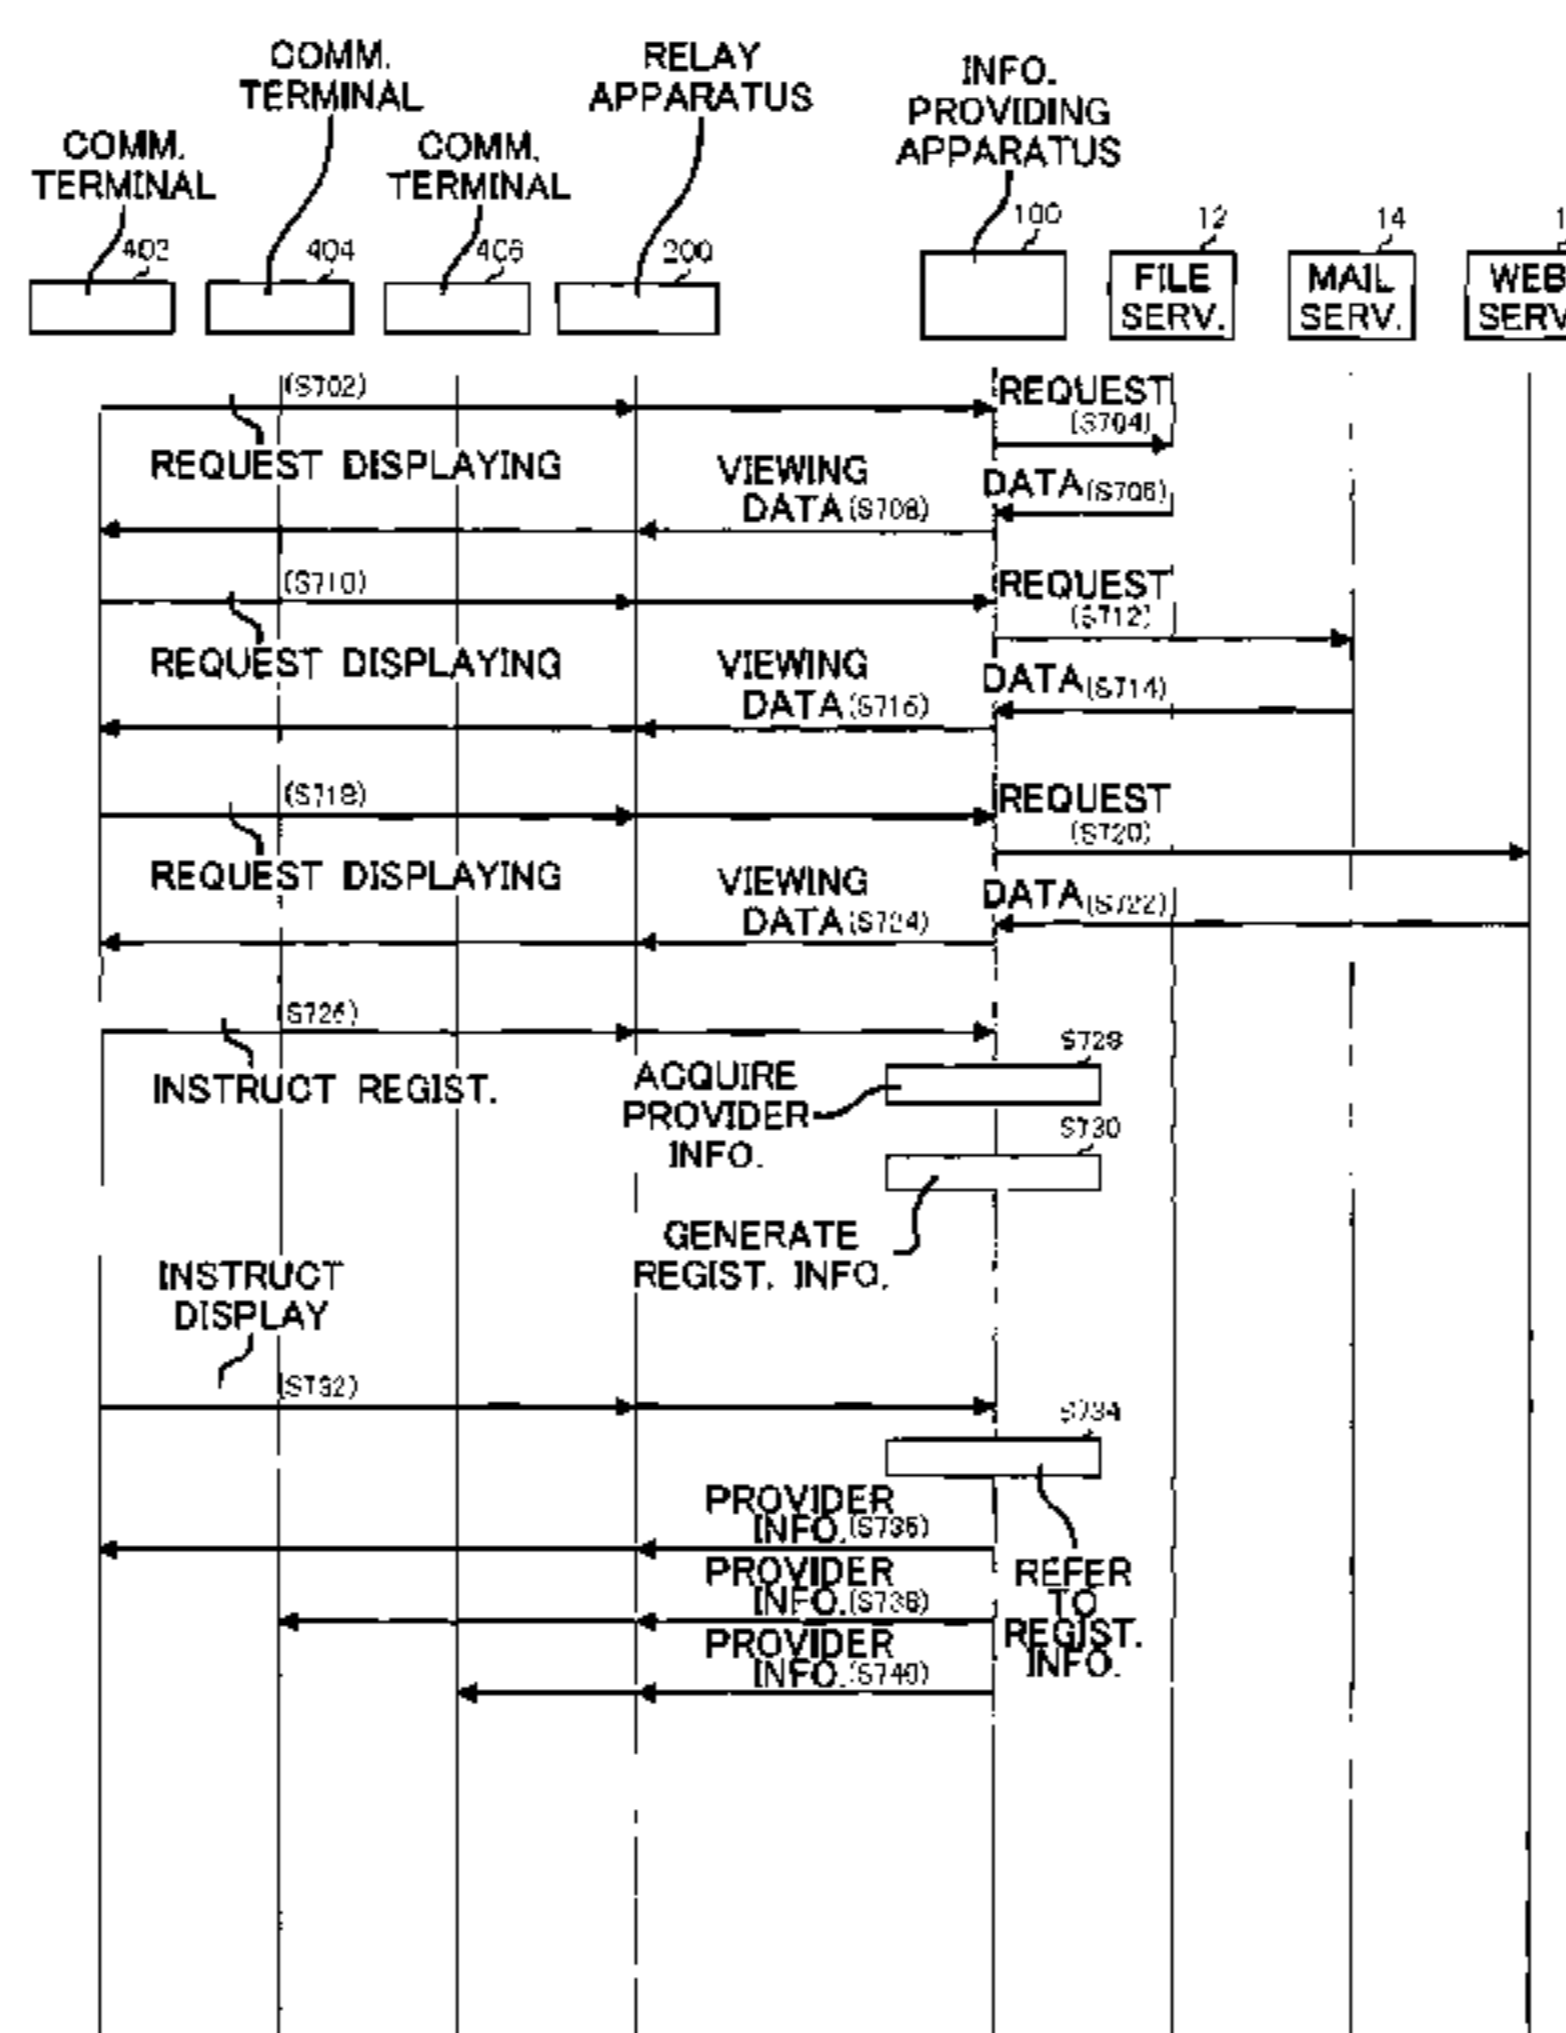 COMM.
TERMINAL
RELAY
APPARATUS
INFO.
PROVIDING
APPARATUS
COMM.
TERMINAL
COMM.
TERMINAL
402
404
406
200
100
12
14
FILE
SERV.
MAIL
SERV.
WEB
SERV
(S702)
REQUEST
(S704)
REQUEST DISPLAYING
VIEWING
DATA(S708)
DATA(S706)
(S710)
REQUEST
(S712)
REQUEST DISPLAYING
VIEWING
DATA(S716)
DATA(S714)
(S718)
REQUEST
(S720)
REQUEST DISPLAYING
VIEWING
DATA(S724)
DATA(S722)
(S726)
INSTRUCT REGIST.
S728
ACQUIRE
PROVIDER
INFO.
S730
GENERATE
REGIST. INFO.
INSTRUCT
DISPLAY
(S732)
S734
PROVIDER
INFO.(S736)
PROVIDER
INFO.(S738)
PROVIDER
INFO.(S740)
REFER
TO
REGIST.
INFO.